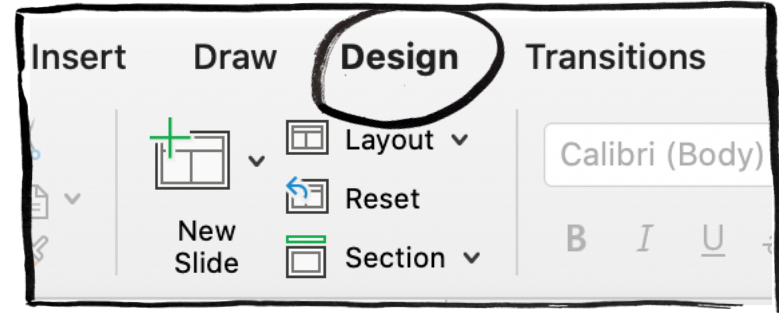 Insert Draw Design Transitions
Layout
Calibri (Body)
Reset
New
Slide
Section
B I U